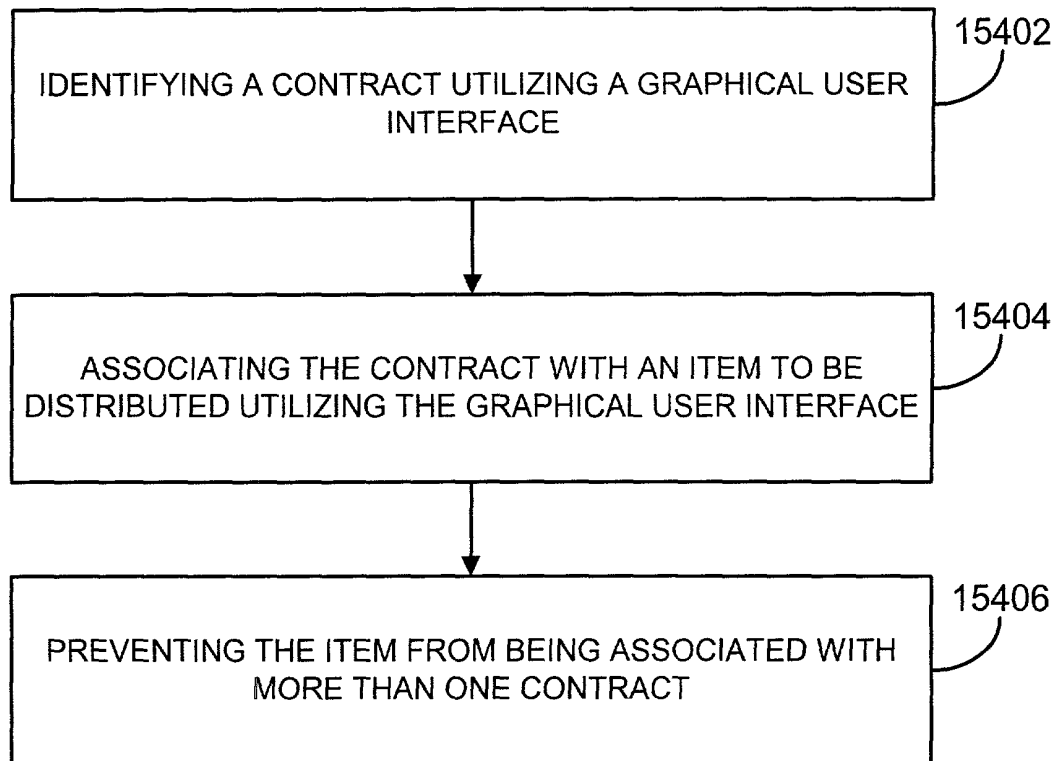 15402
IDENTIFYING A CONTRACT UTILIZING A GRAPHICAL USER
INTERFACE
15404
ASSOCIATING THE CONTRACT WITH AN ITEM TO BE
DISTRIBUTED UTILIZING THE GRAPHICAL USER INTERFACE
15406
PREVENTING THE ITEM FROM BEING ASSOCIATED WITH
MORE THAN ONE CONTRACT